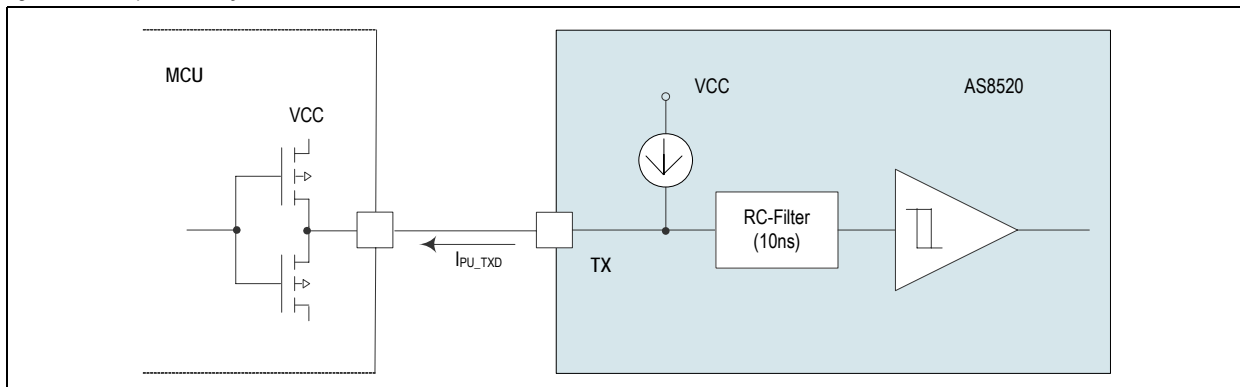 MCU
VCC
VCC
AS8520
RC-Filter
(10ns)
IPU_TXD
TX